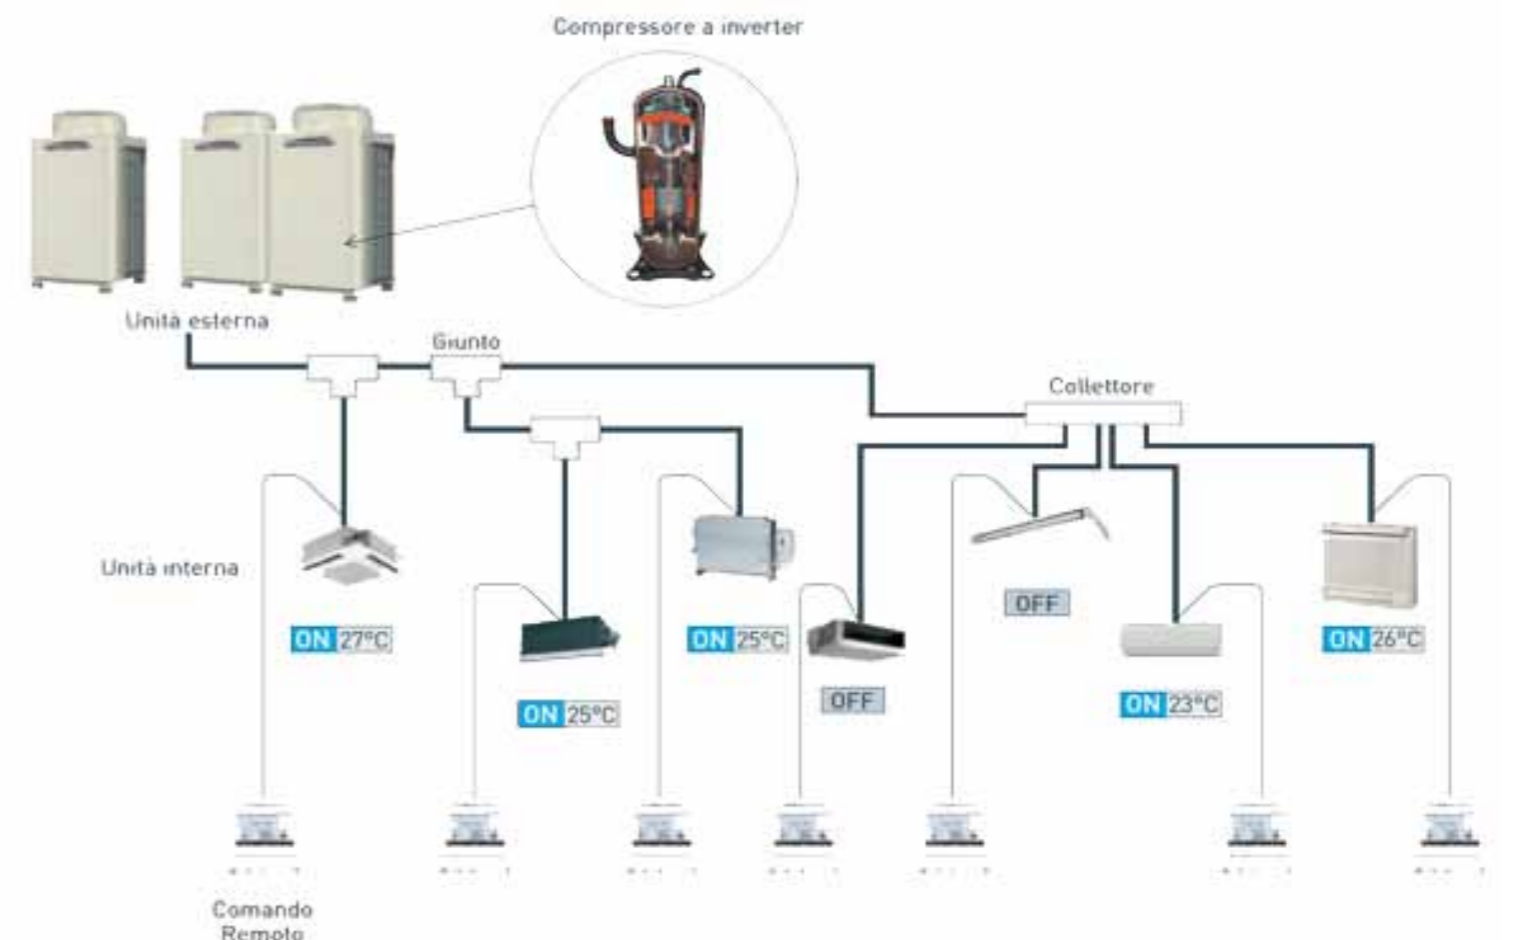 Compressore a inverter
Unità esterna
Giunto
Collettore
Unità interna
OFF
ON 27°C
ON 25°C
ON 26°C
OFF
ON 25°C
ON 23°C
Comando
Remoto